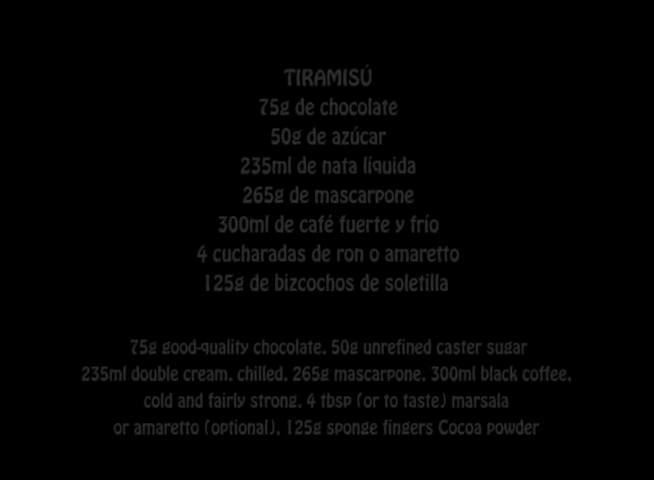 TIRAMISÚ
75g de chocolate
50g de azúcar
235ml de nata líquida
265g de mascarpone
300ml de café fuerte y frío
4 cucharadas de ron o amaretto
125g de bizcochos de soletilla
75g good-quality chocolate, 50g unrefined caster sugar
235ml double cream, chilled, 265g mascarpone, 300ml black coffee,
cold and fairly strong, 4 tbsp (or to taste) marsala
or amaretto (optional), 125g sponge fingers Cocoa powder